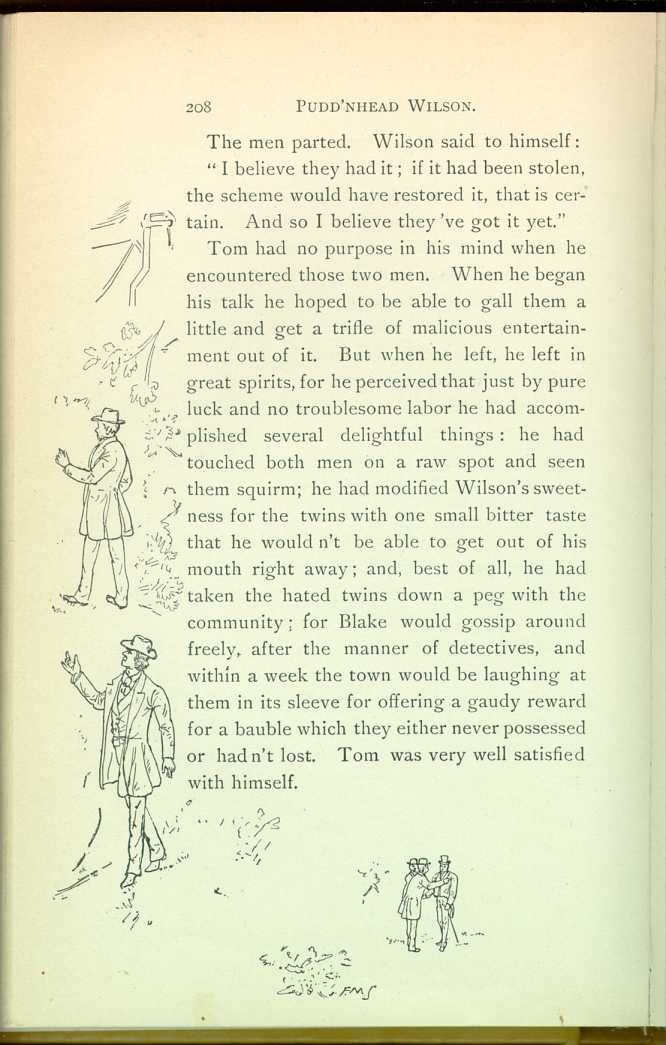 208 PUDD'NHEAD WILSON.
The men parted. Wilson said to himself:
“ I believe they had it ; if it had been stolen,
the scheme would have restored it, that is cer-
tain. And so I believe they 've got it yet.”
Tom had no purpose in his mind when he
encountered those two men. When he began
his talk he hoped to be able to gall them a
little and get a trifle of malicious entertain-
ment out of it. But when he left, he left in
great spirits, for he perceived that just by pure
luck and no troublesome labor he had accom-
plished several delightful things : he had
touched both men on a raw spot and seen
them squirm; he had modified Wilson's sweet-
ness for the twins with one small bitter taste
that he would n't be able to get out of his
mouth right away; and, best of all, he had
taken the hated twins down a peg with the
community; for Blake would gossip around
freely, after the manner of detectives, and
within a week the town would be laughing at
them in its sleeve for offering a gaudy reward
for a bauble which they either never possessed
or had n't lost. Tom was very well satisfied
with himself.
FMS